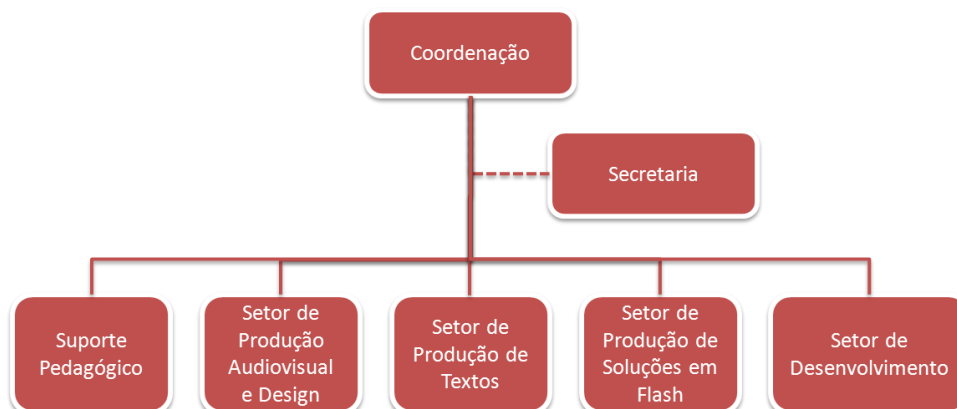 Coordenação
Secretaria
Suporte
Pedagógico
Setor de
Produção
Audiovisual
e Design
Setor de
Produção de
Textos
Setor de
Produção de
Soluções em
Flash
Setor de
Desenvolvimento